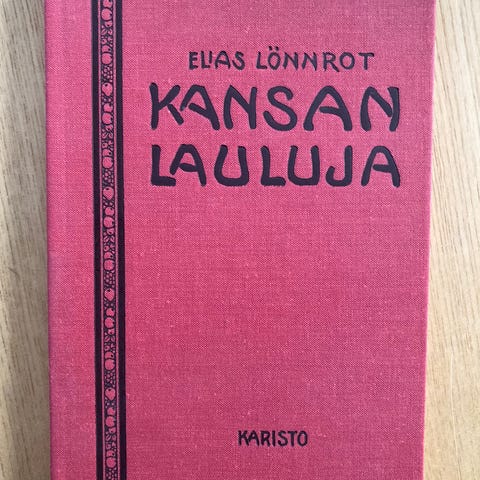 ELIAS LÖNNROT
KANSAN
LAULUJA
KARISTO